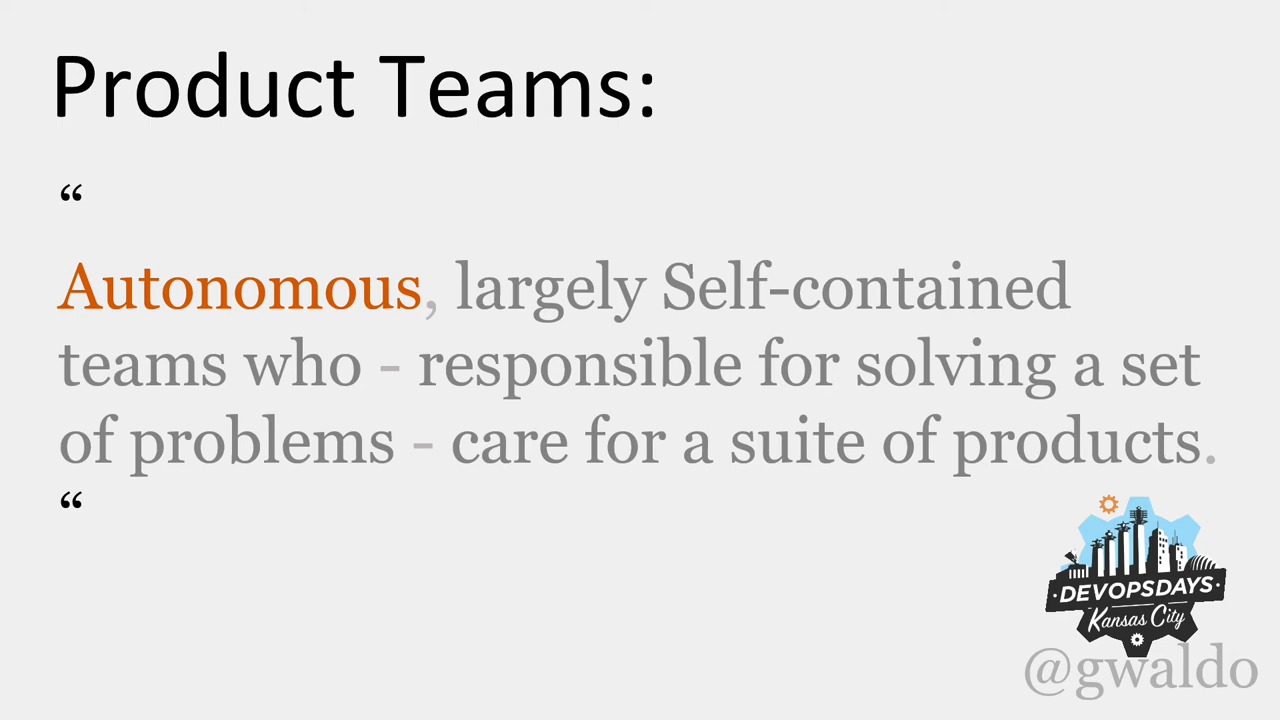 Product Teams:
“
Autonomous, largely Self-contained
teams who - responsible for solving a set
of problems - care for a suite of products.
“
DEVOPSDAYS
Kansas City
@gwaldo